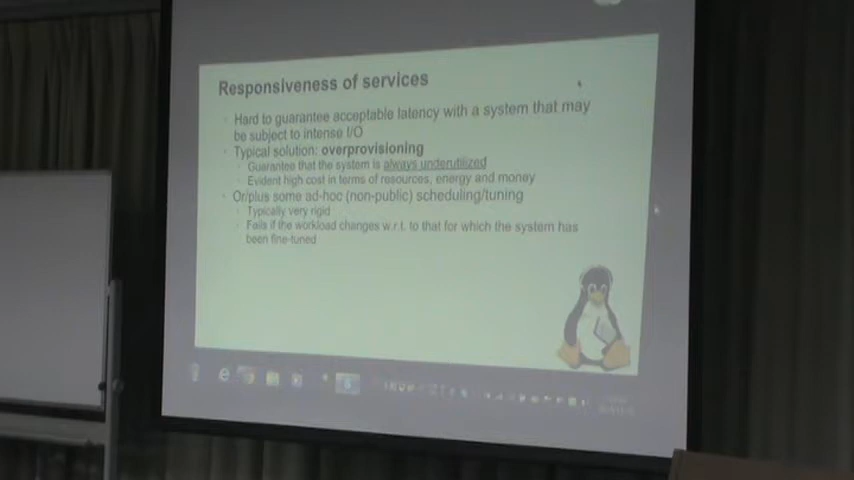 Responsiveness of services
Hard to guarantee acceptable latency with a system that may
be subject to intense I/O
Typical solution: overprovisioning
Guarantee that the system is always underutilized
Evident high cost in terms of resources, energy and money
Or/plus some ad-hoc (non-public) scheduling/tuning
Typically very rigid
Fails if the workload changes w.r.t. to that for which the system has
been fine-tuned